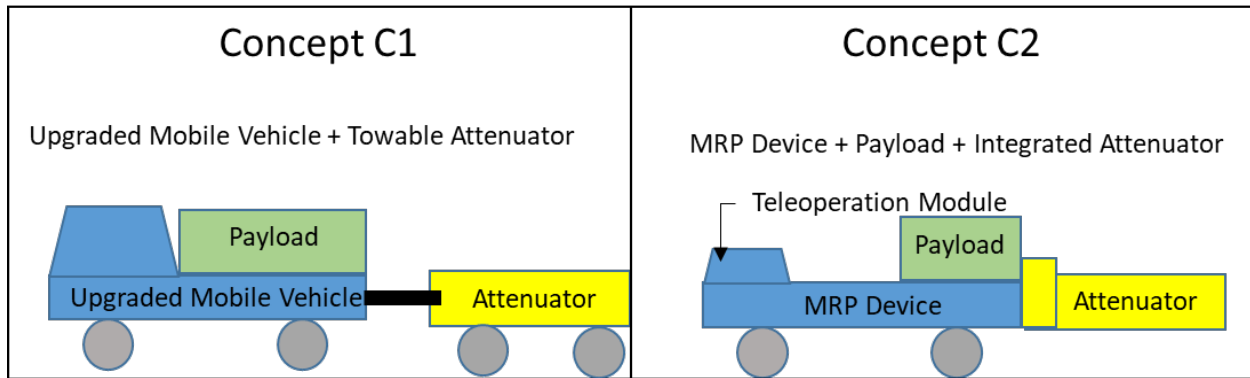 Concept C1
Upgraded Mobile Vehicle + Towable Attenuator
Payload
Upgraded Mobile Vehicle
Attenuator
Concept C2
MRP Device + Payload + Integrated Attenuator
Teleoperation Module
Payload
MRP Device
Attenuator